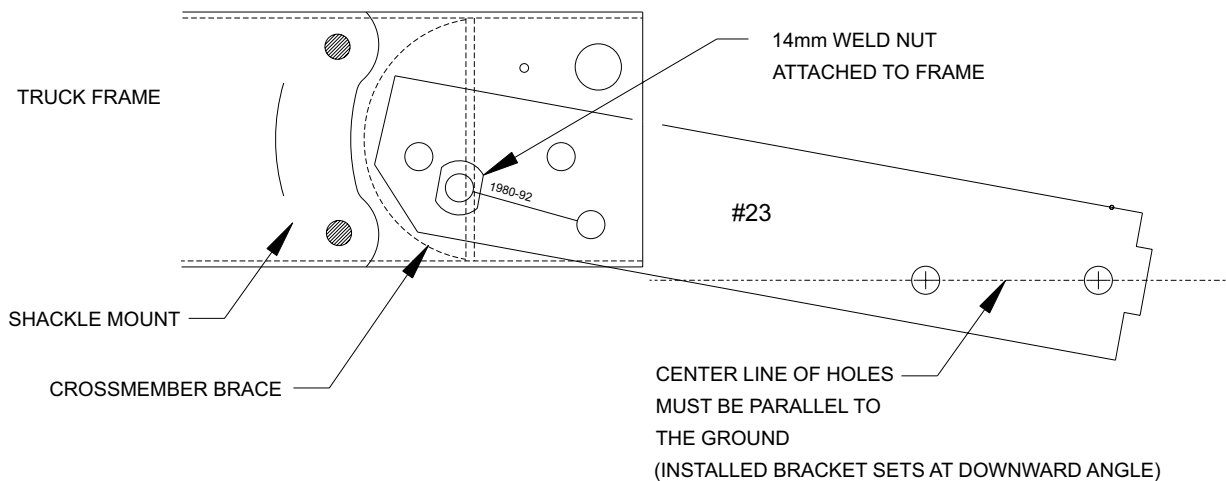 14mm WELD NUT
ATTACHED TO FRAME
TRUCK FRAME
1980-92
#23
SHACKLE MOUNT
CROSSMEMBER BRACE
CENTER LINE OF HOLES
MUST BE PARALLEL TO
THE GROUND
(INSTALLED BRACKET SETS AT DOWNWARD ANGLE)